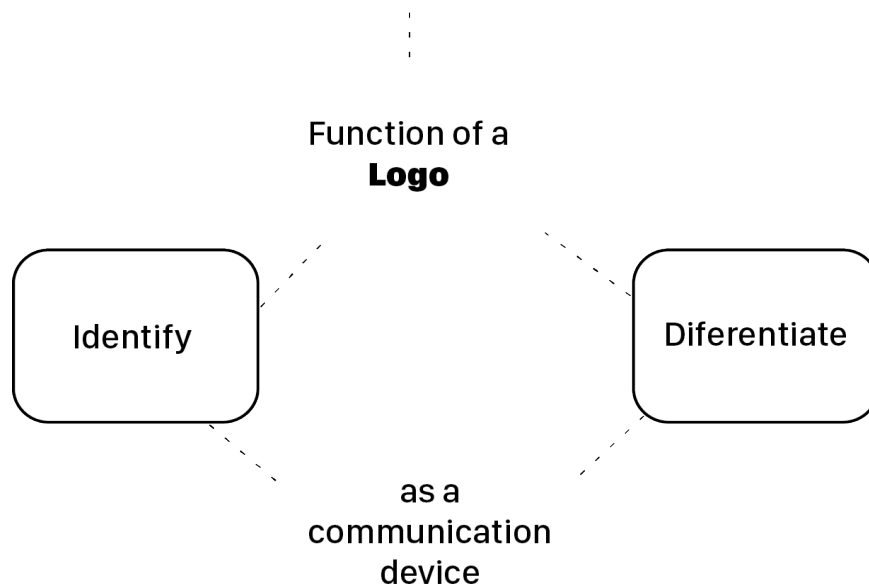 Function of a
Logo
Identify
Diferentiate
as a
communication
device